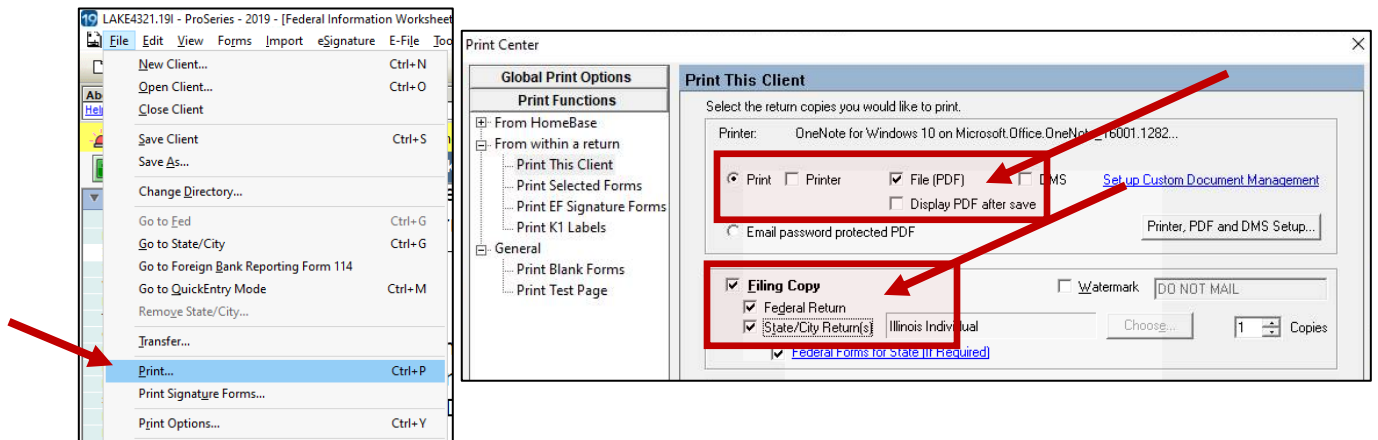 19 LAKE4321.19I - ProSeries - 2019 - [Federal Information Worksheet
File Edit View Forms Import eSignature E-File Too
New Client... Ctrl+N
Open Client... Ctrl+O
Close Client
Save Client Ctrl+S
Save As...
Change Directory...
Go to Fed Ctrl+G
Go to State/City Ctrl+G
Go to Foreign Bank Reporting Form 114
Go to QuickEntry Mode Ctrl+M
Remove State/City...
Transfer...
Print... Ctrl+P
Print Signature Forms...
Print Options... Ctrl+Y
Ab
Hel
Print Center
Global Print Options
Print Functions
From HomeBase
From within a return
Print This Client
Print Selected Forms
Print EF Signature Forms
Print K1 Labels
General
Print Blank Forms
Print Test Page
Print This Client
Select the return copies you would like to print.
Printer: OneNote for Windows 10 on Microsoft.Office.OneNote_16001.1282...
Print Printer File (PDF) DMS Set up Custom Document Management
Display PDF after save
Email password protected PDF Printer, PDF and DMS Setup...
Filing Copy Watermark DO NOT MAIL
Federal Return
State/City Return(s) Illinois Individual Choose... 1 Copies
Federal Forms for State (If Required)